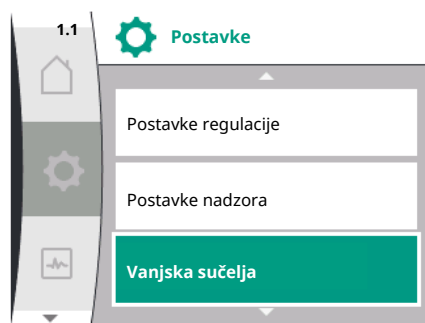 1.1
Postavke
Postavke regulacije
Postavke nadzora
Vanjska sučelja